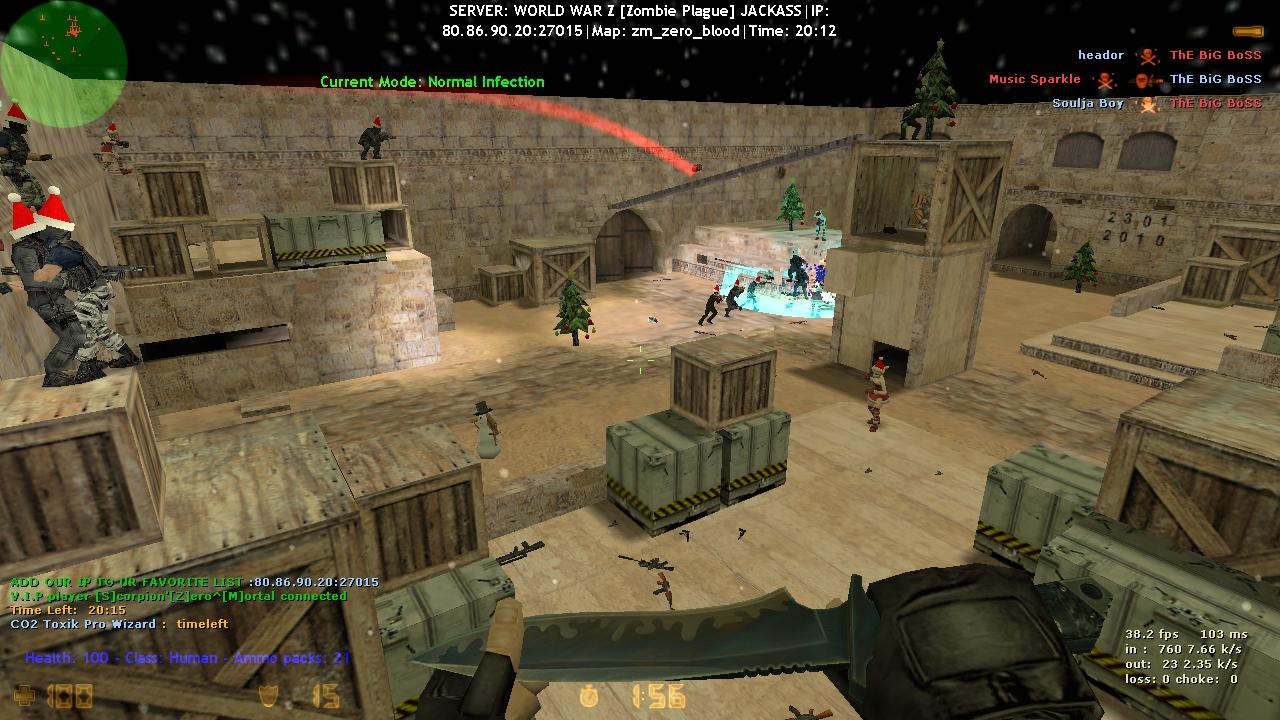 SERVER: WORLD WAR Z [Zombie Plague] JACKASS|IP:
80.86.90.20:27015|Map: zm_zero_blood|Time: 20:12
Current Mode: Normal Infection
heador ThE BiG BoSS
Music Sparkle ThE BiG BOSS
Soulja Boy ThE BiG BoSS
2301
2010
ADD OUR IP TO UR FAVORITE LIST :80.86.90.20:27015
V.I.P player [S]corpion'[Z]ero^[M]ortal connected
Time Left: 20:15
CO2 Toxik Pro Wizard : timeleft
Health: 100 - Class: Human - Ammo packs: 21
100 15 1:56
38.2 fps 103 ms
in : 760 7.66 k/s
out: 23 2.35 k/s
loss: 0 choke: 0